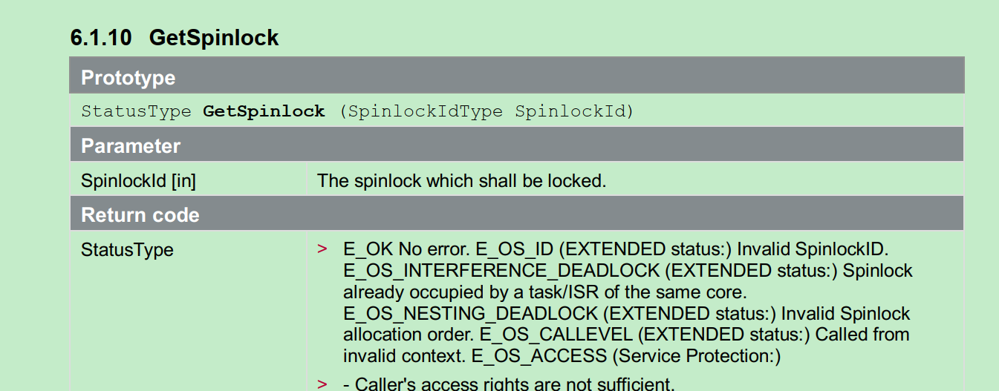 6.1.10 GetSpinlock
Prototype
StatusType GetSpinlock (SpinlockIdType SpinlockId)
Parameter
SpinlockId [in] The spinlock which shall be locked.
Return code
StatusType > E_OK No error. E_OS_ID (EXTENDED status:) Invalid SpinlockID.
E_OS_INTERFERENCE_DEADLOCK (EXTENDED status:) Spinlock
already occupied by a task/ISR of the same core.
E_OS_NESTING_DEADLOCK (EXTENDED status:) Invalid Spinlock
allocation order. E_OS_CALLEVEL (EXTENDED status:) Called from
invalid context. E_OS_ACCESS (Service Protection:)
> - Caller's access rights are not sufficient.